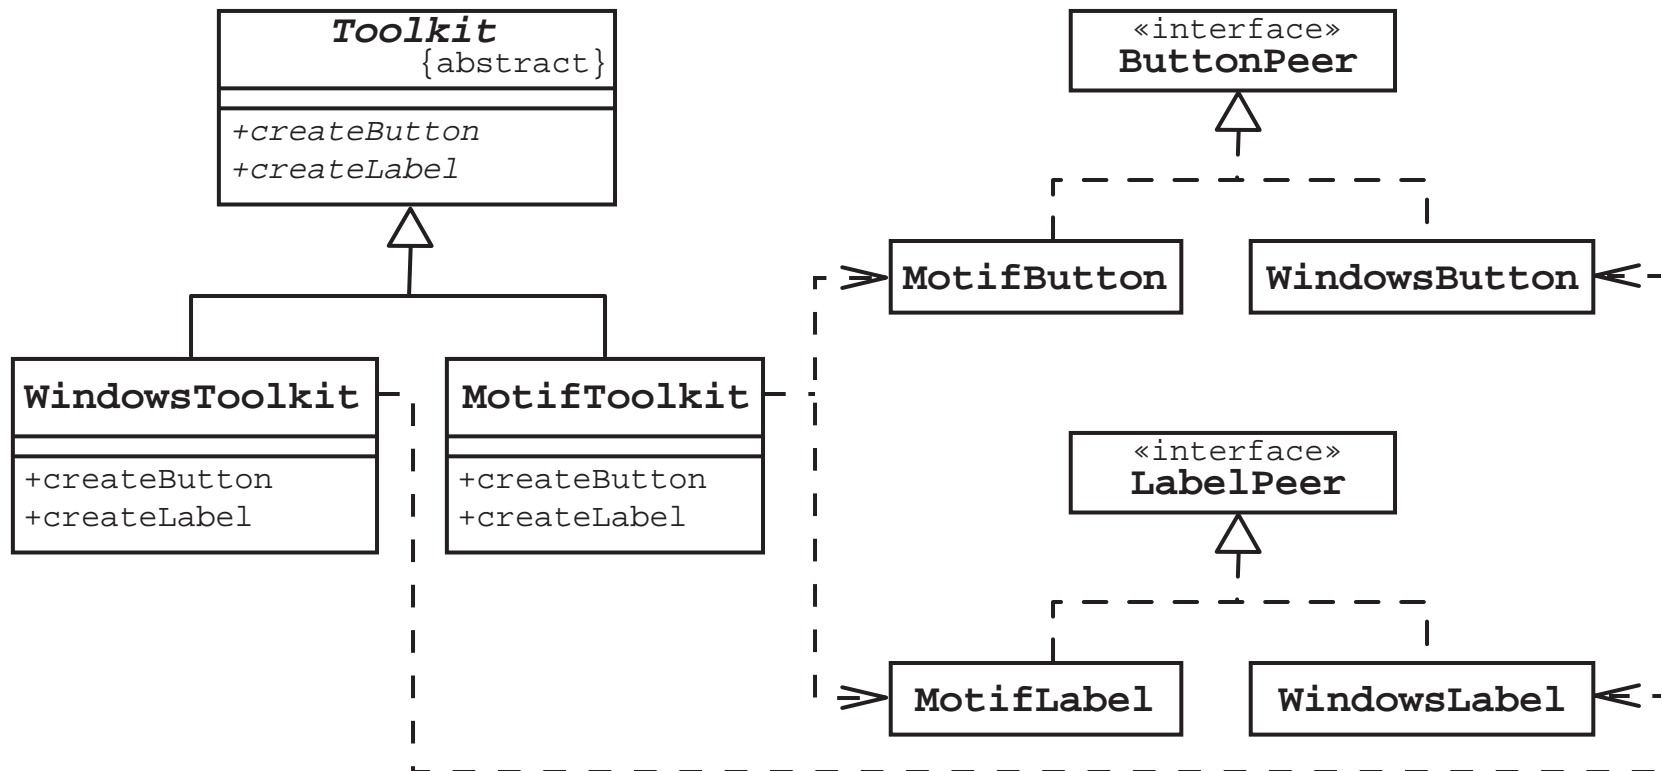 Toolkit
{abstract}
+createButton
+createLabel
«interface»
ButtonPeer
MotifButton
WindowsButton
WindowsToolkit
+createButton
+createLabel
MotifToolkit
+createButton
+createLabel
«interface»
LabelPeer
MotifLabel
WindowsLabel